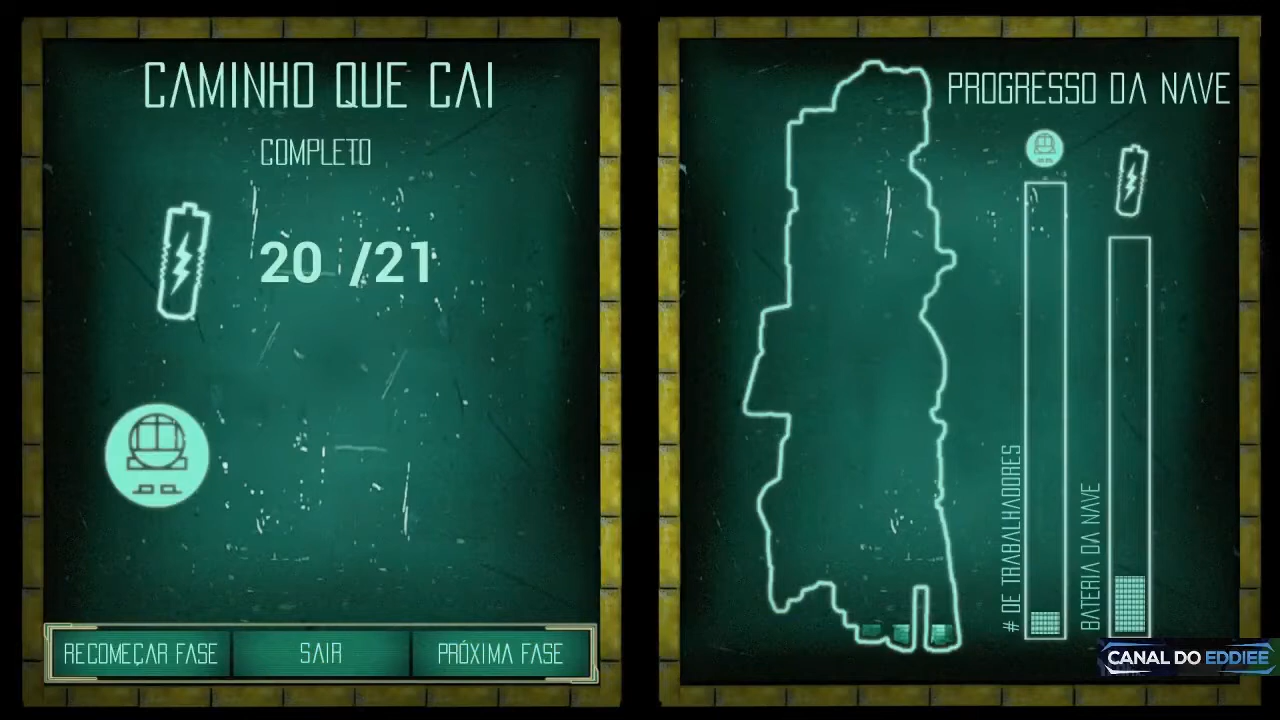 CAMINHO QUE CAI
COMPLETO
20 /21
RECOMEÇAR FASE
SAIR
PRÓXIMA FASE
PROGRESSO DA NAVE
# DE TRABALHADORES
BATERIA DA NAVE
CANAL DO EDDIEE